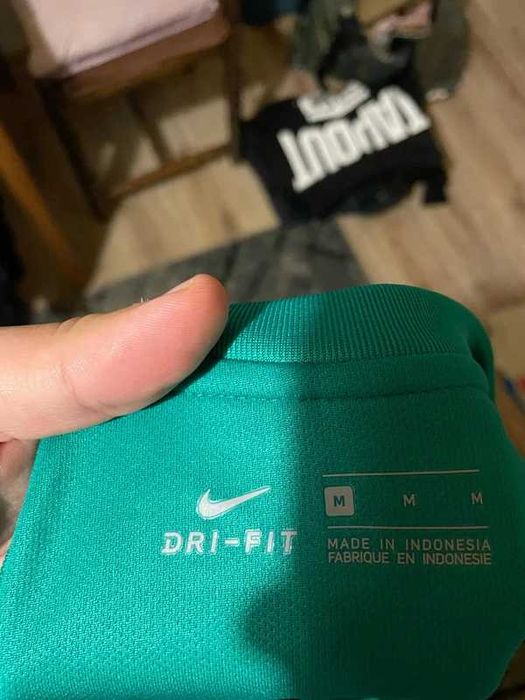 TAPOUT
DRI-FIT
M M M
MADE IN INDONESIA
FABRIQUE EN INDONESIE